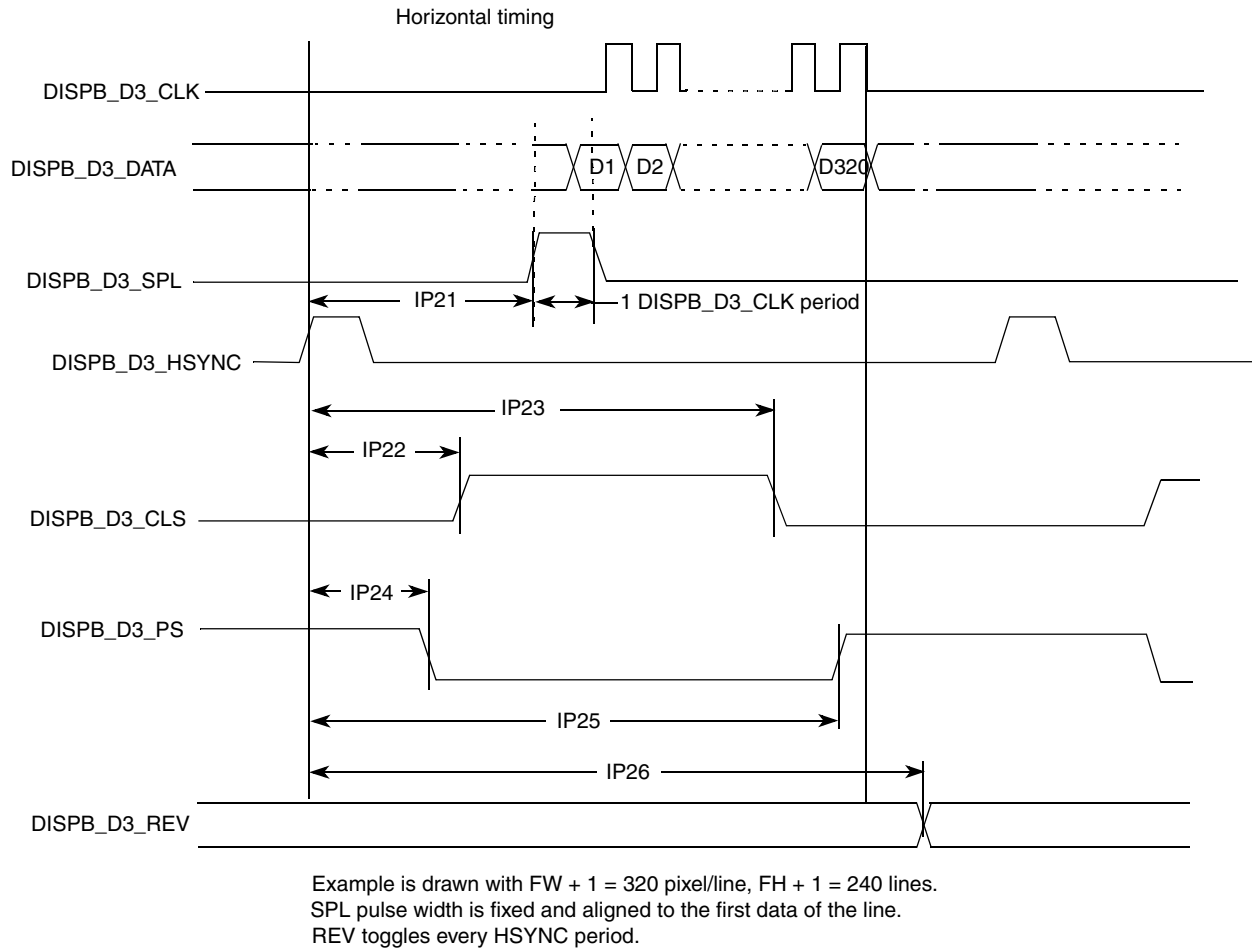 Horizontal timing
DISPB_D3_CLK
DISPB_D3_DATA
D1
D2
D320
DISPB_D3_SPL
IP21
1 DISPB_D3_CLK period
DISPB_D3_HSYNC
IP23
IP22
DISPB_D3_CLS
IP24
DISPB_D3_PS
IP25
IP26
DISPB_D3_REV
Example is drawn with FW + 1 = 320 pixel/line, FH + 1 = 240 lines.
SPL pulse width is fixed and aligned to the first data of the line.
REV toggles every HSYNC period.